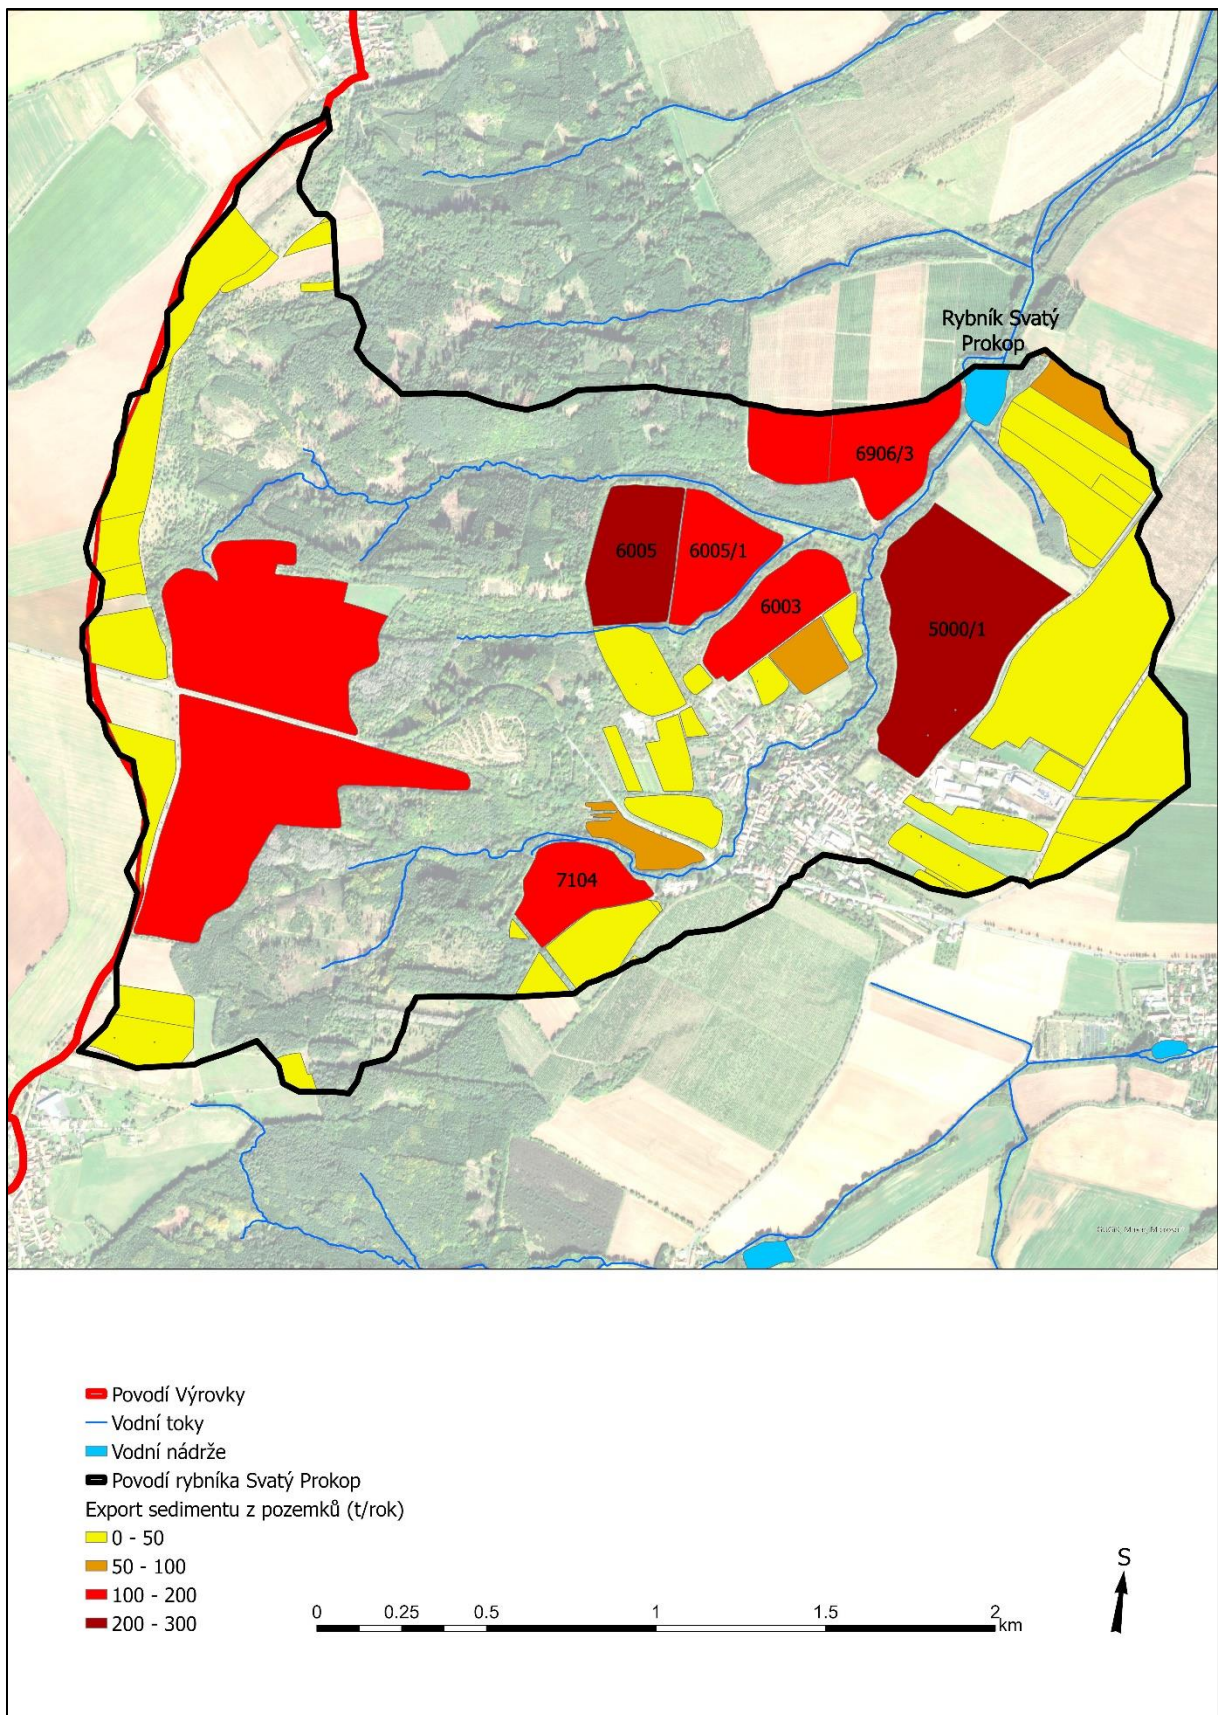 Rybník Svatý
Prokop
6906/3
6005
6005/1
6003
5000/1
7104
Povodí Výrovky
Vodní toky
Vodní nádrže
Povodí rybníka Svatý Prokop
Export sedimentu z pozemků (t/rok)
0 - 50
50 - 100
100 - 200
200 - 300
0 0.25 0.5 1 1.5 2
km
S